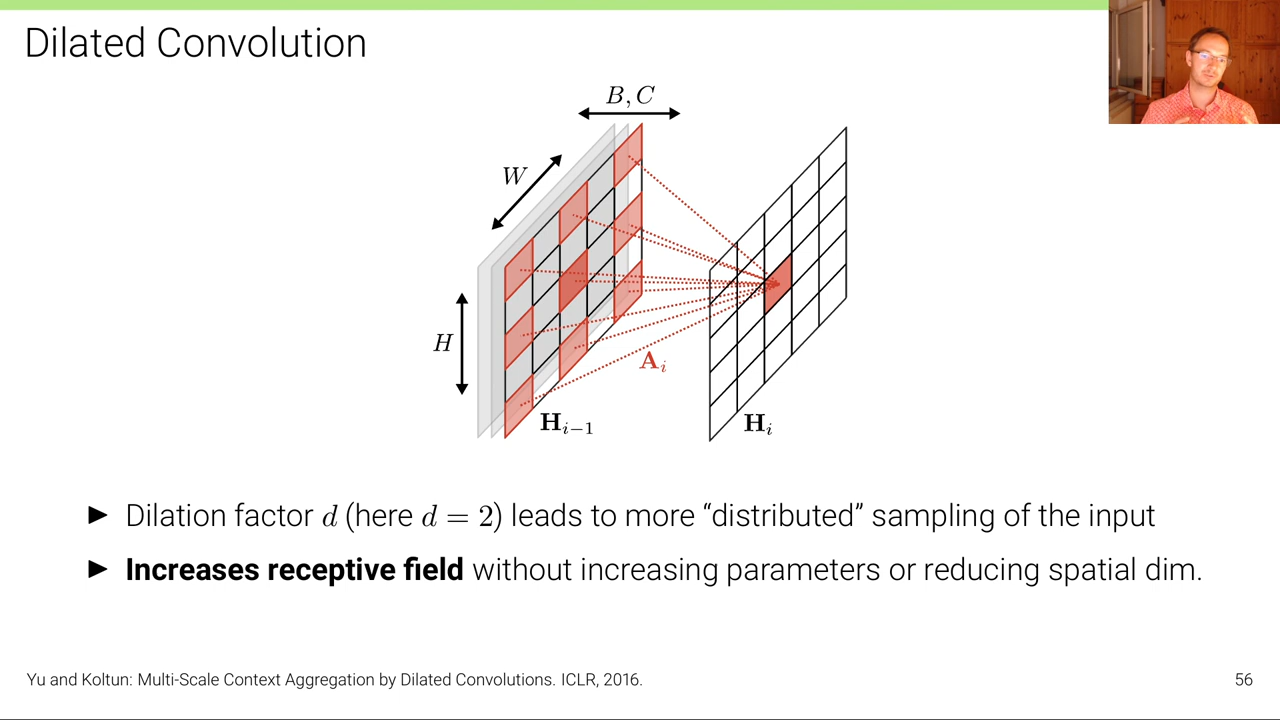 Dilated Convolution
B, C
W
H
A_i
H_{i−1}
H_i
▶ Dilation factor d (here d = 2) leads to more “distributed” sampling of the input
▶ Increases receptive field without increasing parameters or reducing spatial dim.
Yu and Koltun: Multi-Scale Context Aggregation by Dilated Convolutions. ICLR, 2016.
56